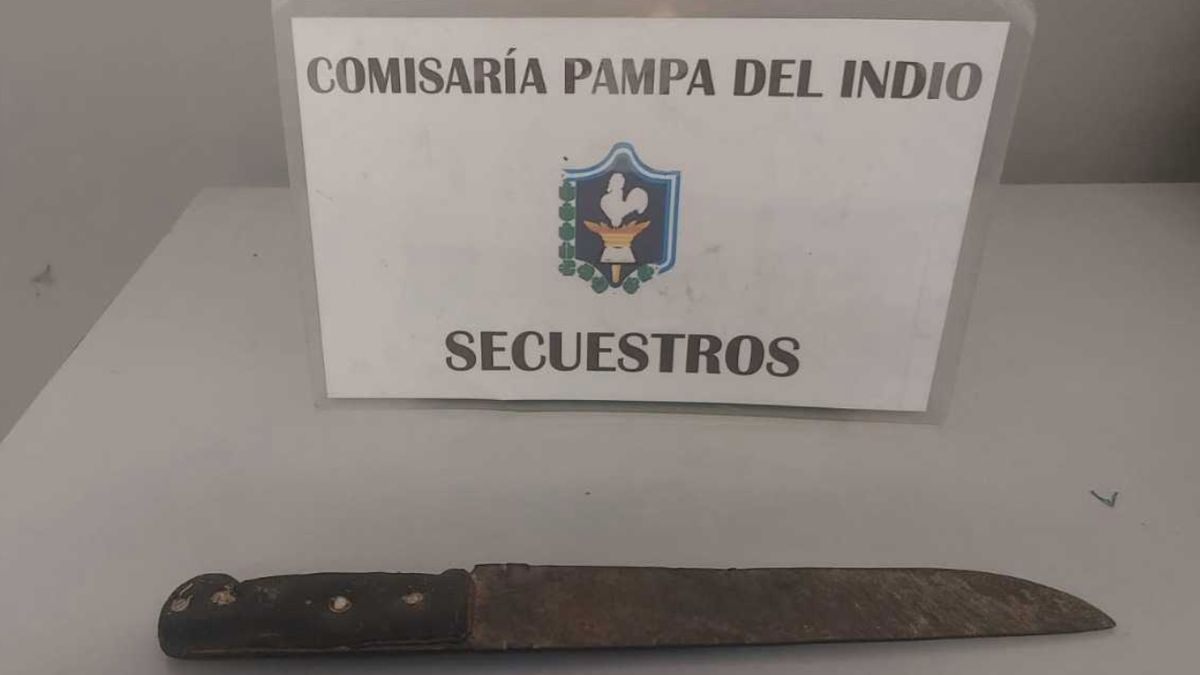 COMISARÍA PAMPA DEL INDIO
SECUESTROS